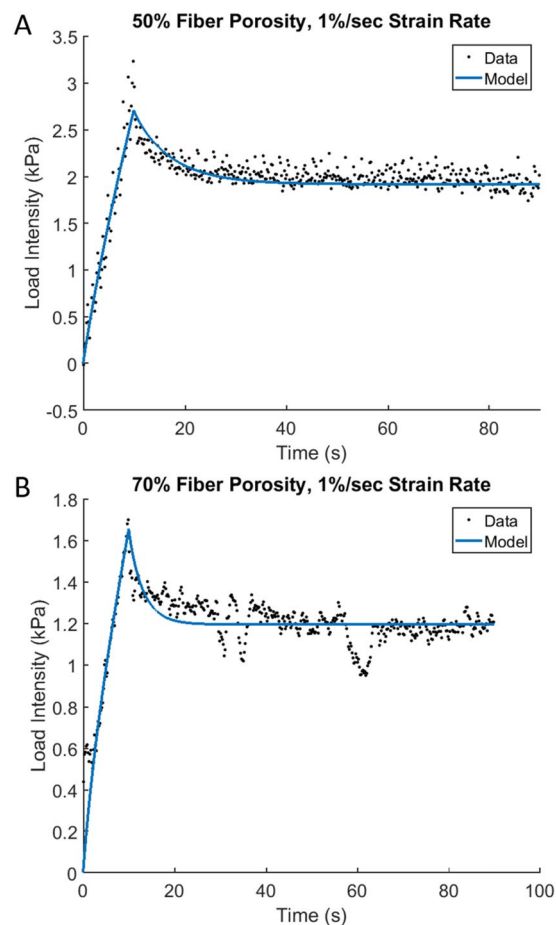 A
50% Fiber Porosity, 1%/sec Strain Rate
3.5
3
2.5
2
1.5
1
0.5
0
-0.5
Load Intensity (kPa)
Data
Model
20
40
60
80
Time (s)
B
70% Fiber Porosity, 1%/sec Strain Rate
1.8
1.6
1.4
1.2
1
0.8
0.6
0.4
0.2
0
Load Intensity (kPa)
Data
Model
0
20
40
60
80
100
Time (s)